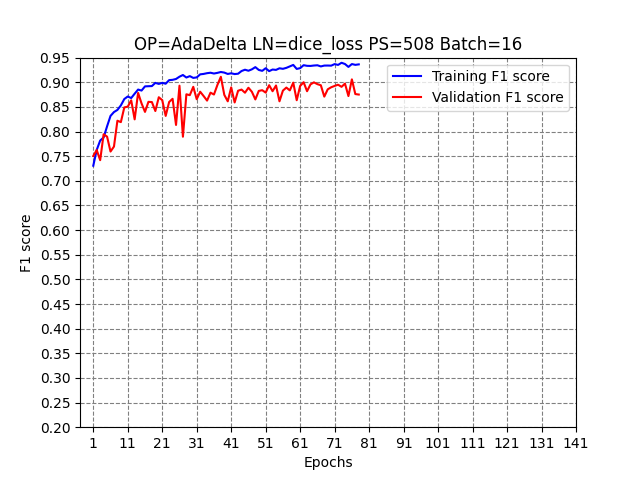 OP=AdaDelta LN=dice_loss PS=508 Batch=16
Training F1 score
Validation F1 score
F1 score
0.95
0.90
0.85
0.80
0.75
0.70
0.65
0.60
0.55
0.50
0.45
0.40
0.35
0.30
0.25
0.20
1 11 21 31 41 51 61 71 81 91 101 111 121 131 141
Epochs